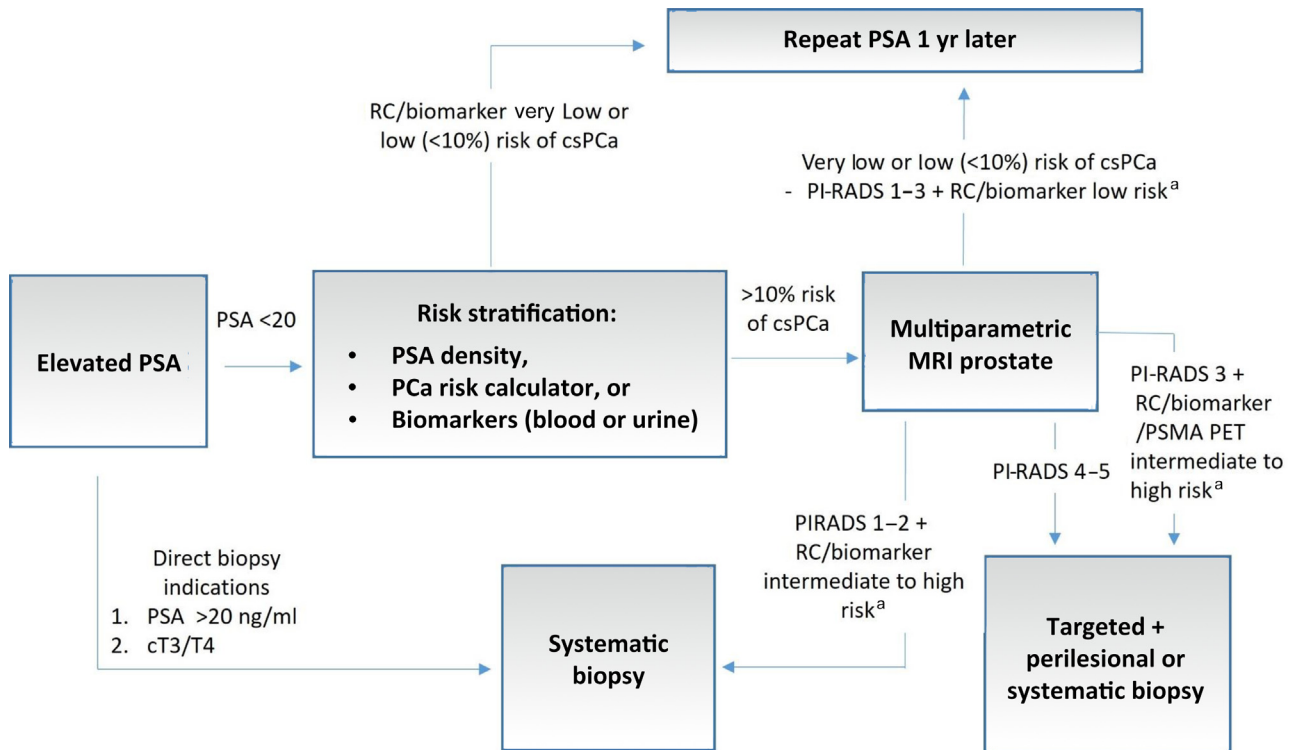 Repeat PSA 1 yr later
RC/biomarker very Low or
low (<10%) risk of csPCa
Very low or low (<10%) risk of csPCa
- PI-RADS 1–3 + RC/biomarker low riskᵃ
Elevated PSA
PSA <20
Risk stratification:
• PSA density,
• PCa risk calculator, or
• Biomarkers (blood or urine)
>10% risk
of csPCa
Multiparametric
MRI prostate
PI-RADS 3 +
RC/biomarker
/PSMA PET
intermediate to
high riskᵃ
PI-RADS 4–5
PIRADS 1–2 +
RC/biomarker
intermediate to high
riskᵃ
Direct biopsy
indications
1. PSA >20 ng/ml
2. cT3/T4
Systematic
biopsy
Targeted +
perilesional or
systematic biopsy